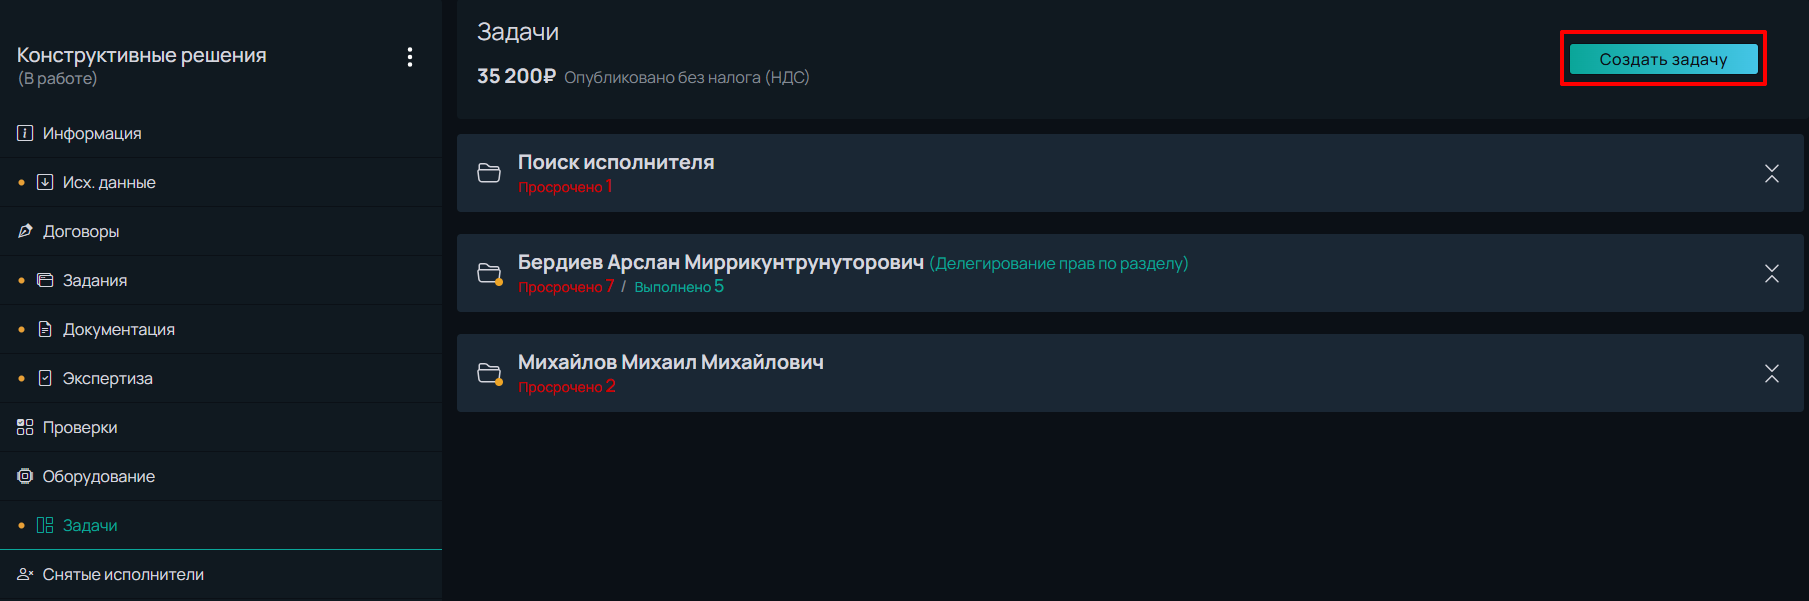 Конструктивные решения
(В работе)
Информация
Исх. данные
Договоры
Задания
Документация
Экспертиза
Проверки
Оборудование
Задачи
Снятые исполнители
Задачи
35 200₽ Опубликовано без налога (НДС)
Создать задачу
Поиск исполнителя
Просрочено 1
Бердиев Арслан Миррикунтрунуторович (Делегирование прав по разделу)
Просрочено 7 / Выполнено 5
Михайлов Михаил Михайлович
Просрочено 2